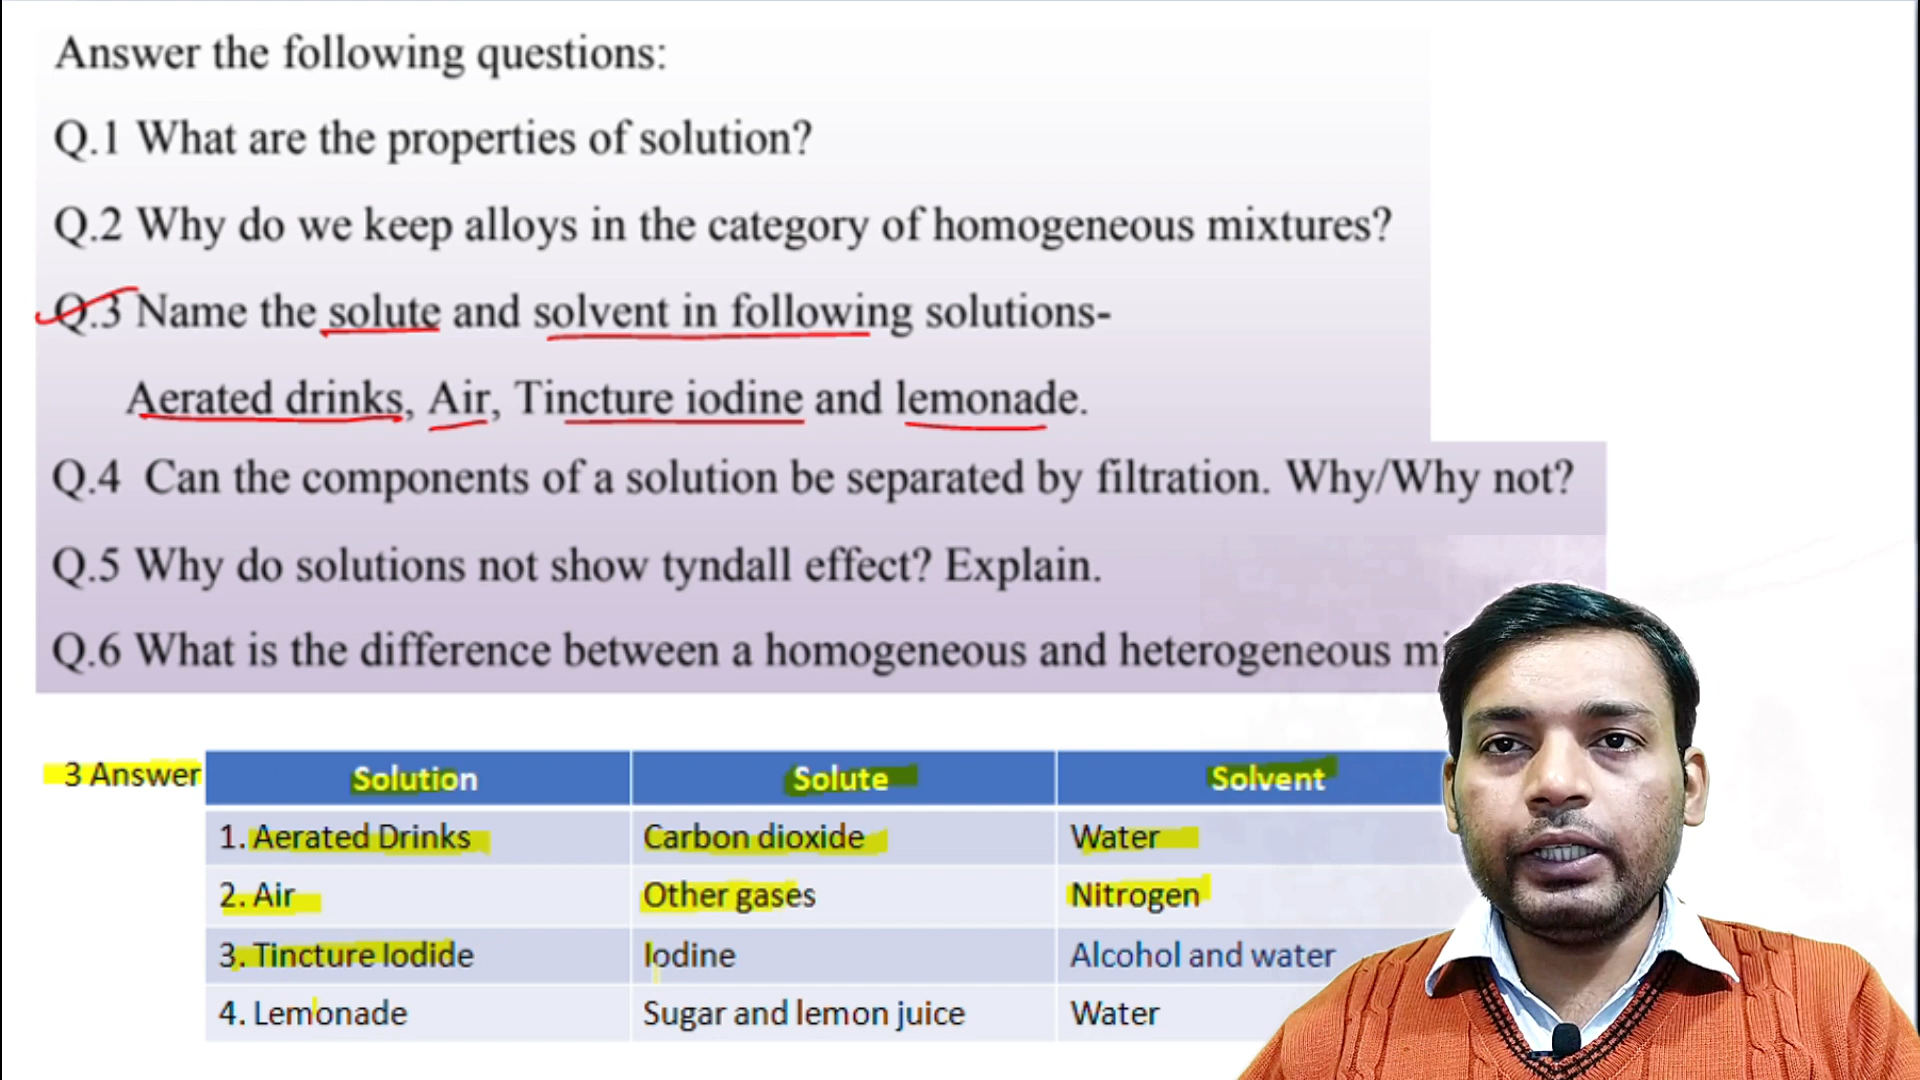 Answer the following questions:
Q.1 What are the properties of solution?
Q.2 Why do we keep alloys in the category of homogeneous mixtures?
Q.3 Name the solute and solvent in following solutions-
Aerated drinks, Air, Tincture iodine and lemonade.
Q.4 Can the components of a solution be separated by filtration. Why/Why not?
Q.5 Why do solutions not show tyndall effect? Explain.
Q.6 What is the difference between a homogeneous and heterogeneous
3 Answer Solution Solute Solvent
1. Aerated Drinks Carbon dioxide Water
2. Air Other gases Nitrogen
3. Tincture Iodide Iodine Alcohol and water
4. Lemonade Sugar and lemon juice Water